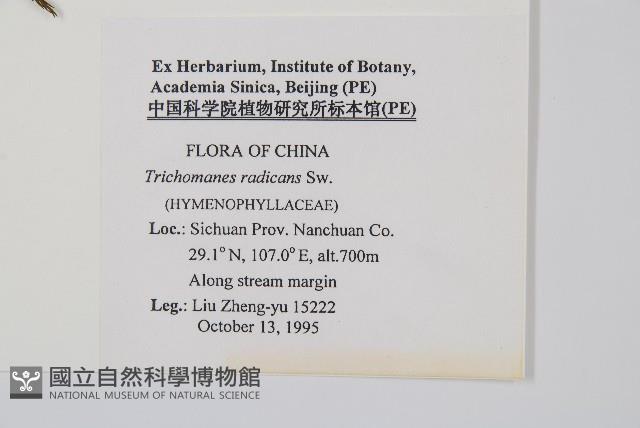 Ex Herbarium, Institute of Botany,
Academia Sinica, Beijing (PE)
中国科学院植物研究所标本馆(PE)
FLORA OF CHINA
Trichomanes radicans Sw.
(HYMENOPHYLLACEAE)
Loc.: Sichuan Prov. Nanchuan Co.
29.1° N, 107.0° E, alt.700m
Along stream margin
Leg.: Liu Zheng-yu 15222
October 13, 1995
國立自然科學博物館
NATIONAL MUSEUM OF NATURAL SCIENCE